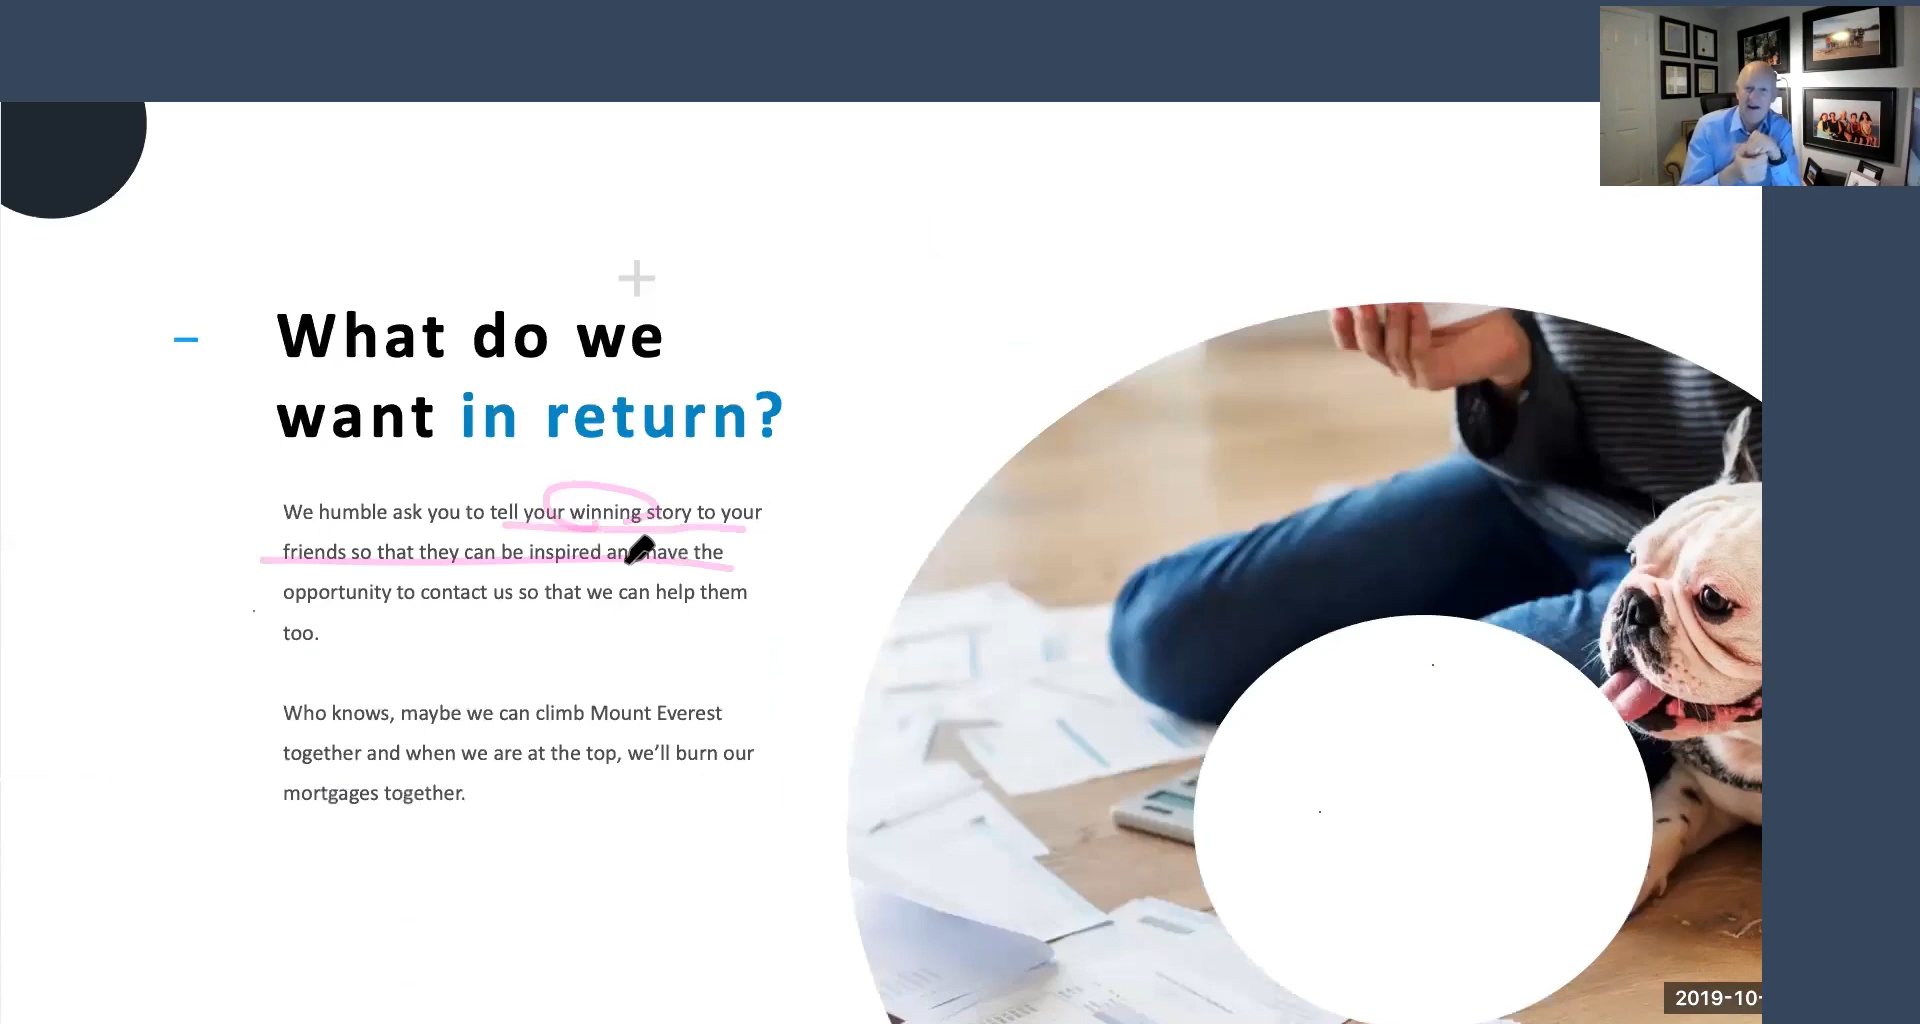 What do we
want in return?
We humble ask you to tell your winning story to your
friends so that they can be inspired and have the
opportunity to contact us so that we can help them
too.
Who knows, maybe we can climb Mount Everest
together and when we are at the top, we’ll burn our
mortgages together.
2019-10-